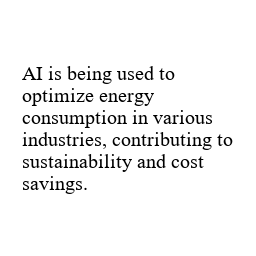 AI is being used to
optimize energy
consumption in various
industries, contributing to
sustainability and cost
savings.